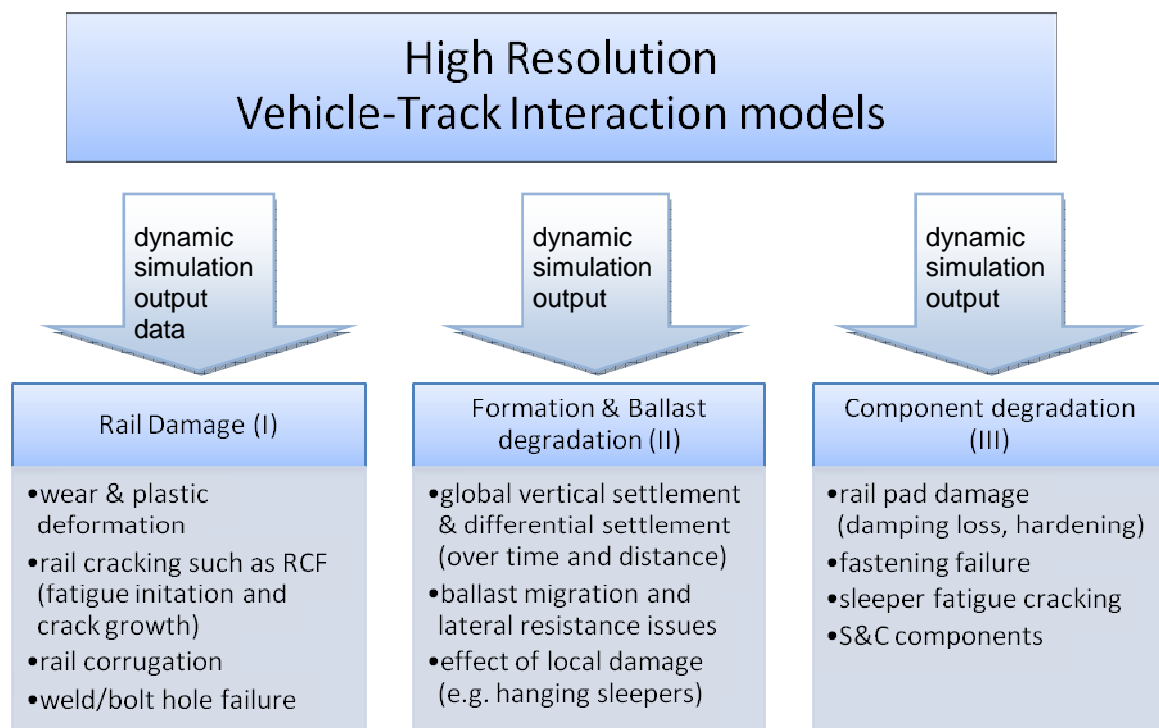 High Resolution
Vehicle-Track Interaction models
dynamic
simulation
output
data
dynamic
simulation
output
dynamic
simulation
output
Rail Damage (I)
•wear & plastic
deformation
•rail cracking such as RCF
(fatigue initation and
crack growth)
•rail corrugation
•weld/bolt hole failure
Formation & Ballast
degradation (II)
•global vertical settlement
& differential settlement
(over time and distance)
•ballast migration and
lateral resistance issues
•effect of local damage
(e.g. hanging sleepers)
Component degradation
(III)
•rail pad damage
(damping loss, hardening)
•fastening failure
•sleeper fatigue cracking
•S&C components